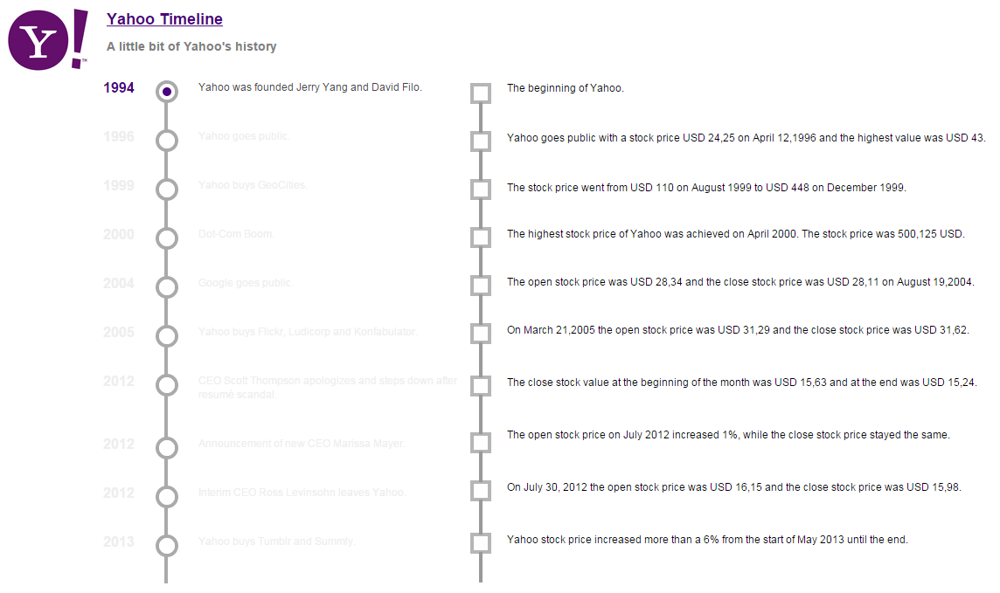 Y! ™
Yahoo Timeline
A little bit of Yahoo's history
1994 Yahoo was founded Jerry Yang and David Filo. The beginning of Yahoo.
1996 Yahoo goes public. Yahoo goes public with a stock price USD 24,25 on April 12,1996 and the highest value was USD 43.
1999 Yahoo buys GeoCities. The stock price went from USD 110 on August 1999 to USD 448 on December 1999.
2000 Dot-Com Boom. The highest stock price of Yahoo was achieved on April 2000. The stock price was 500,125 USD.
2004 Google goes public. The open stock price was USD 28,34 and the close stock price was USD 28,11 on August 19,2004.
2005 Yahoo buys Flickr, Ludicorp and Konfabulator. On March 21,2005 the open stock price was USD 31,29 and the close stock price was USD 31,62.
2012 CEO Scott Thompson apologizes and steps down after The close stock value at the beginning of the month was USD 15,63 and at the end was USD 15,24.
resumé scandal.
2012 Announcement of new CEO Marissa Mayer. The open stock price on July 2012 increased 1%, while the close stock price stayed the same.
2012 Interim CEO Ross Levinsohn leaves Yahoo. On July 30, 2012 the open stock price was USD 16,15 and the close stock price was USD 15,98.
2013 Yahoo buys Tumblr and Summly. Yahoo stock price increased more than a 6% from the start of May 2013 until the end.